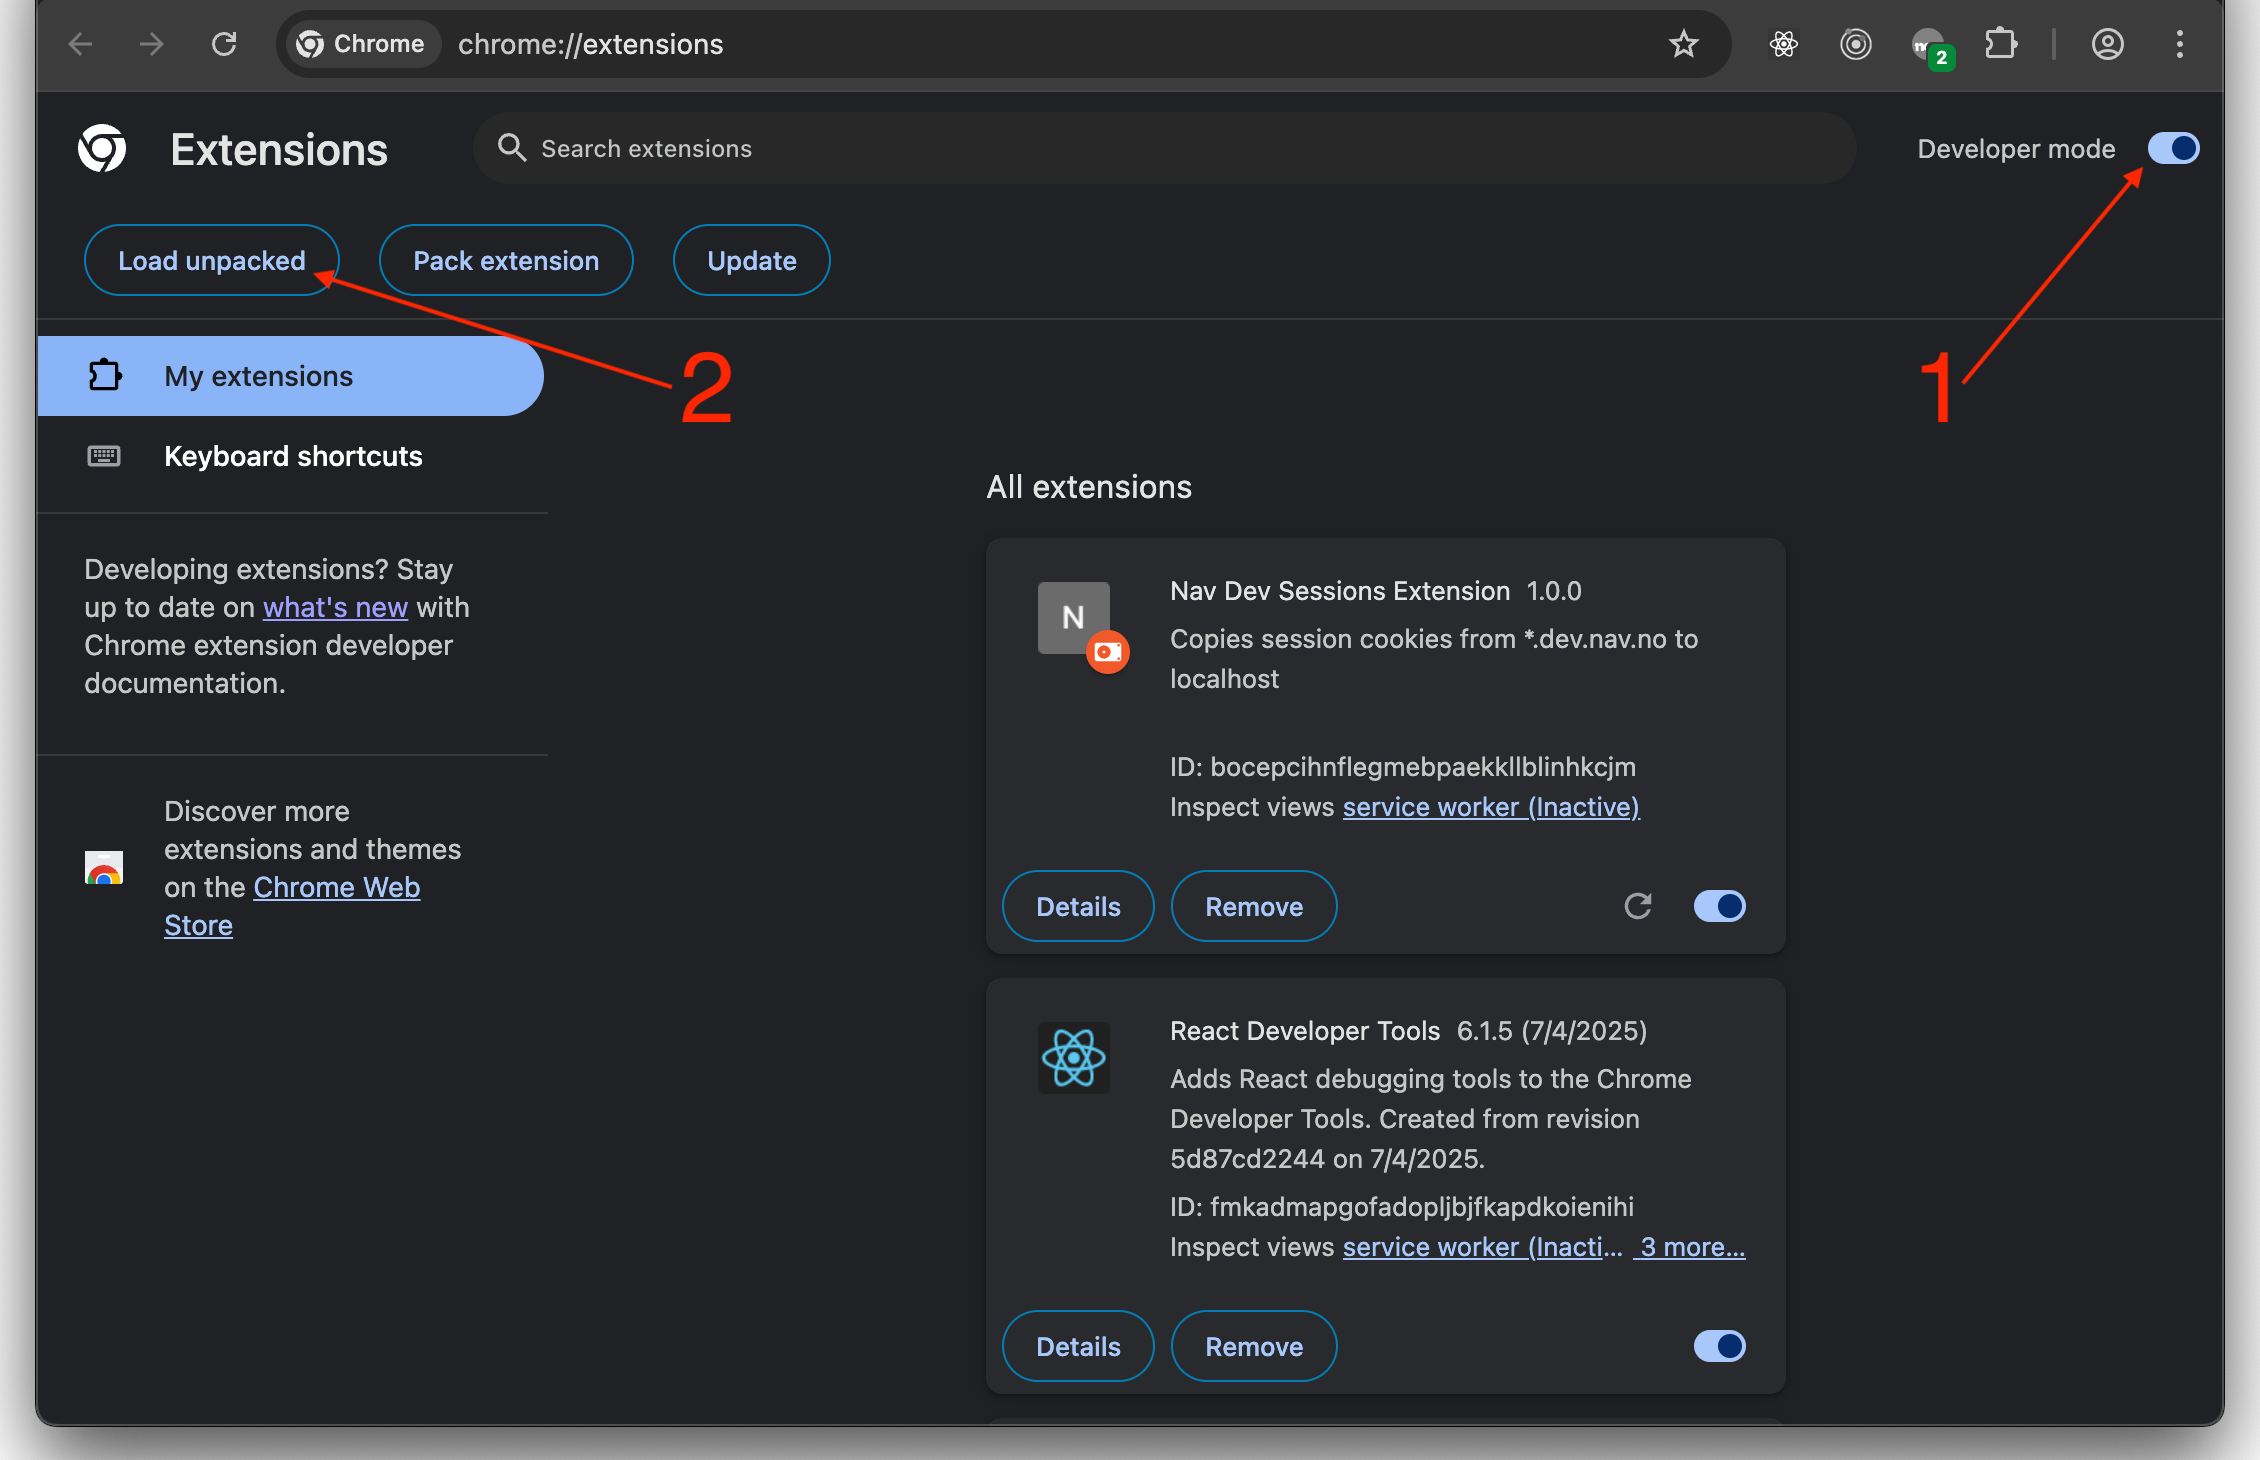 Chrome
chrome://extensions
2
Extensions
Search extensions
Developer mode
Load unpacked
Pack extension
Update
My extensions
2
1
Keyboard shortcuts
Developing extensions? Stay
up to date on what's new with
Chrome extension developer
documentation.
Discover more
extensions and themes
on the Chrome Web
Store
All extensions
N
Nav Dev Sessions Extension 1.0.0
Copies session cookies from *.dev.nav.no to
localhost
ID: bocepcihnflegmebpaekkllblinhkcjm
Inspect views service worker (Inactive)
Details
Remove
React Developer Tools 6.1.5 (7/4/2025)
Adds React debugging tools to the Chrome
Developer Tools. Created from revision
5d87cd2244 on 7/4/2025.
ID: fmkadmapgofadopljbjfkapdkoienihi
Inspect views service worker (Inacti... 3 more...
Details
Remove